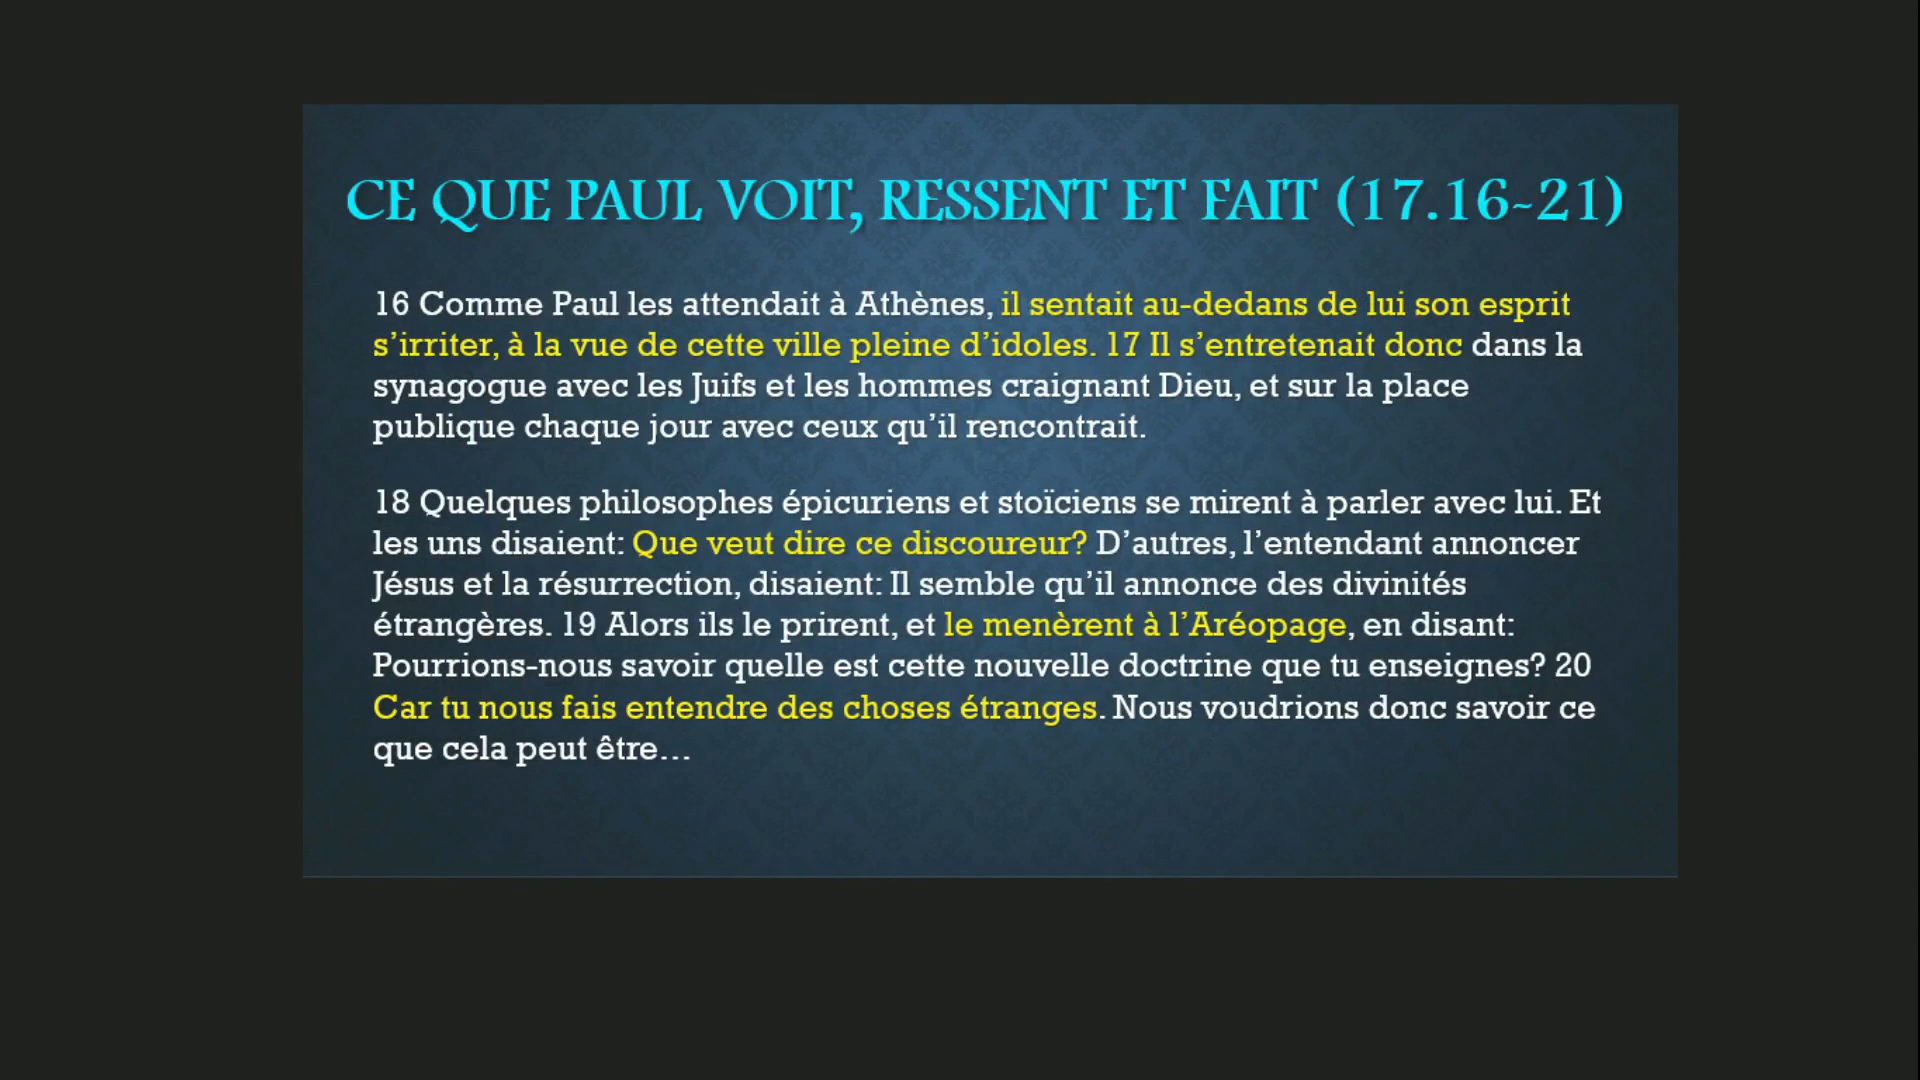 CE QUE PAUL VOIT, RESSENT ET FAIT (17.16-21)
16 Comme Paul les attendait à Athènes, il sentait au-dedans de lui son esprit
s’irriter, à la vue de cette ville pleine d’idoles. 17 Il s’entretenait donc dans la
synagogue avec les Juifs et les hommes craignant Dieu, et sur la place
publique chaque jour avec ceux qu’il rencontrait.
18 Quelques philosophes épicuriens et stoïciens se mirent à parler avec lui. Et
les uns disaient: Que veut dire ce discoureur? D’autres, l’entendant annoncer
Jésus et la résurrection, disaient: Il semble qu’il annonce des divinités
étrangères. 19 Alors ils le prirent, et le menèrent à l’Aréopage, en disant:
Pourrions-nous savoir quelle est cette nouvelle doctrine que tu enseignes? 20
Car tu nous fais entendre des choses étranges. Nous voudrions donc savoir ce
que cela peut être…